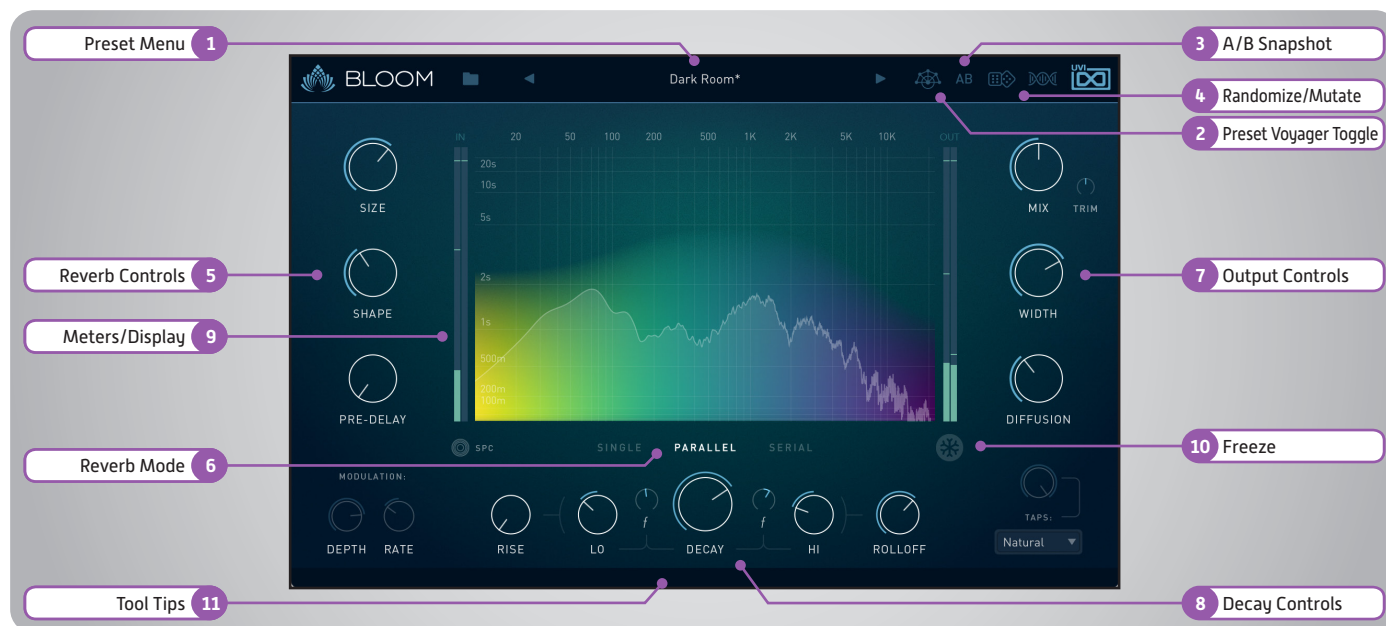 Preset Menu 1
3 A/B Snapshot
BLOOM
Dark Room*
AB
UVI
4 Randomize/Mutate
2 Preset Voyager Toggle
IN 20 50 100 200 500 1K 2K 5K 10K OUT
20s
10s
5s
2s
1s
500m
200m
100m
SIZE
MIX
TRIM
Reverb Controls 5
7 Output Controls
SHAPE
WIDTH
Meters/Display 9
PRE-DELAY
DIFFUSION
SPC
SINGLE PARALLEL SERIAL
10 Freeze
Reverb Mode 6
MODULATION:
DEPTH RATE
RISE
LO
f
DECAY
f
HI
ROLLOFF
TAPS:
Natural
Tool Tips 11
8 Decay Controls